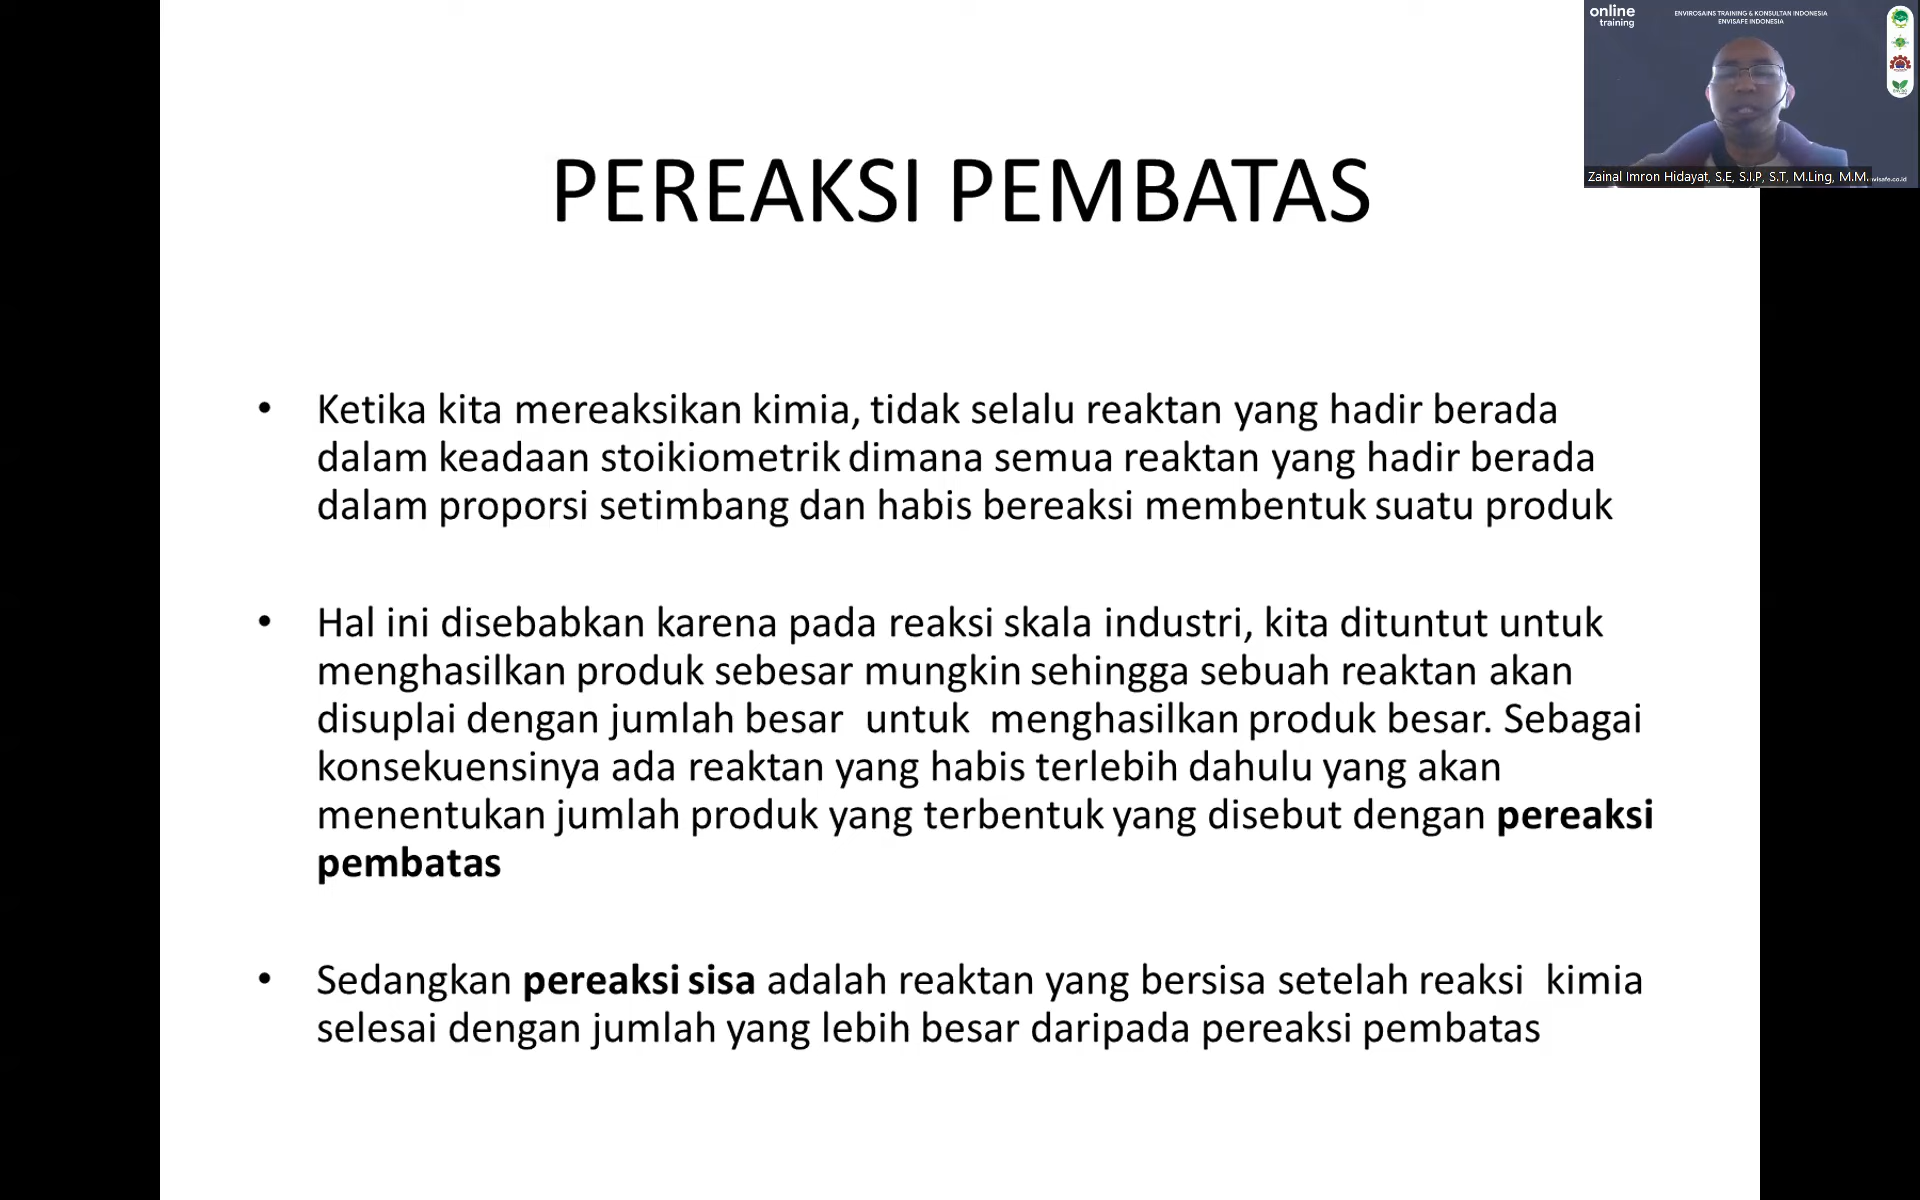 online
training
ENVIROSAINS TRAINING & KONSULTAN INDONESIA
ENVISAFE INDONESIA
Zainal Imron Hidayat, S.E, S.I.P, S.T, M.Ling, M.M.
PEREAKSI PEMBATAS
• Ketika kita mereaksikan kimia, tidak selalu reaktan yang hadir berada
dalam keadaan stoikiometrik dimana semua reaktan yang hadir berada
dalam proporsi setimbang dan habis bereaksi membentuk suatu produk
• Hal ini disebabkan karena pada reaksi skala industri, kita dituntut untuk
menghasilkan produk sebesar mungkin sehingga sebuah reaktan akan
disuplai dengan jumlah besar untuk menghasilkan produk besar. Sebagai
konsekuensinya ada reaktan yang habis terlebih dahulu yang akan
menentukan jumlah produk yang terbentuk yang disebut dengan pereaksi
pembatas
• Sedangkan pereaksi sisa adalah reaktan yang bersisa setelah reaksi kimia
selesai dengan jumlah yang lebih besar daripada pereaksi pembatas